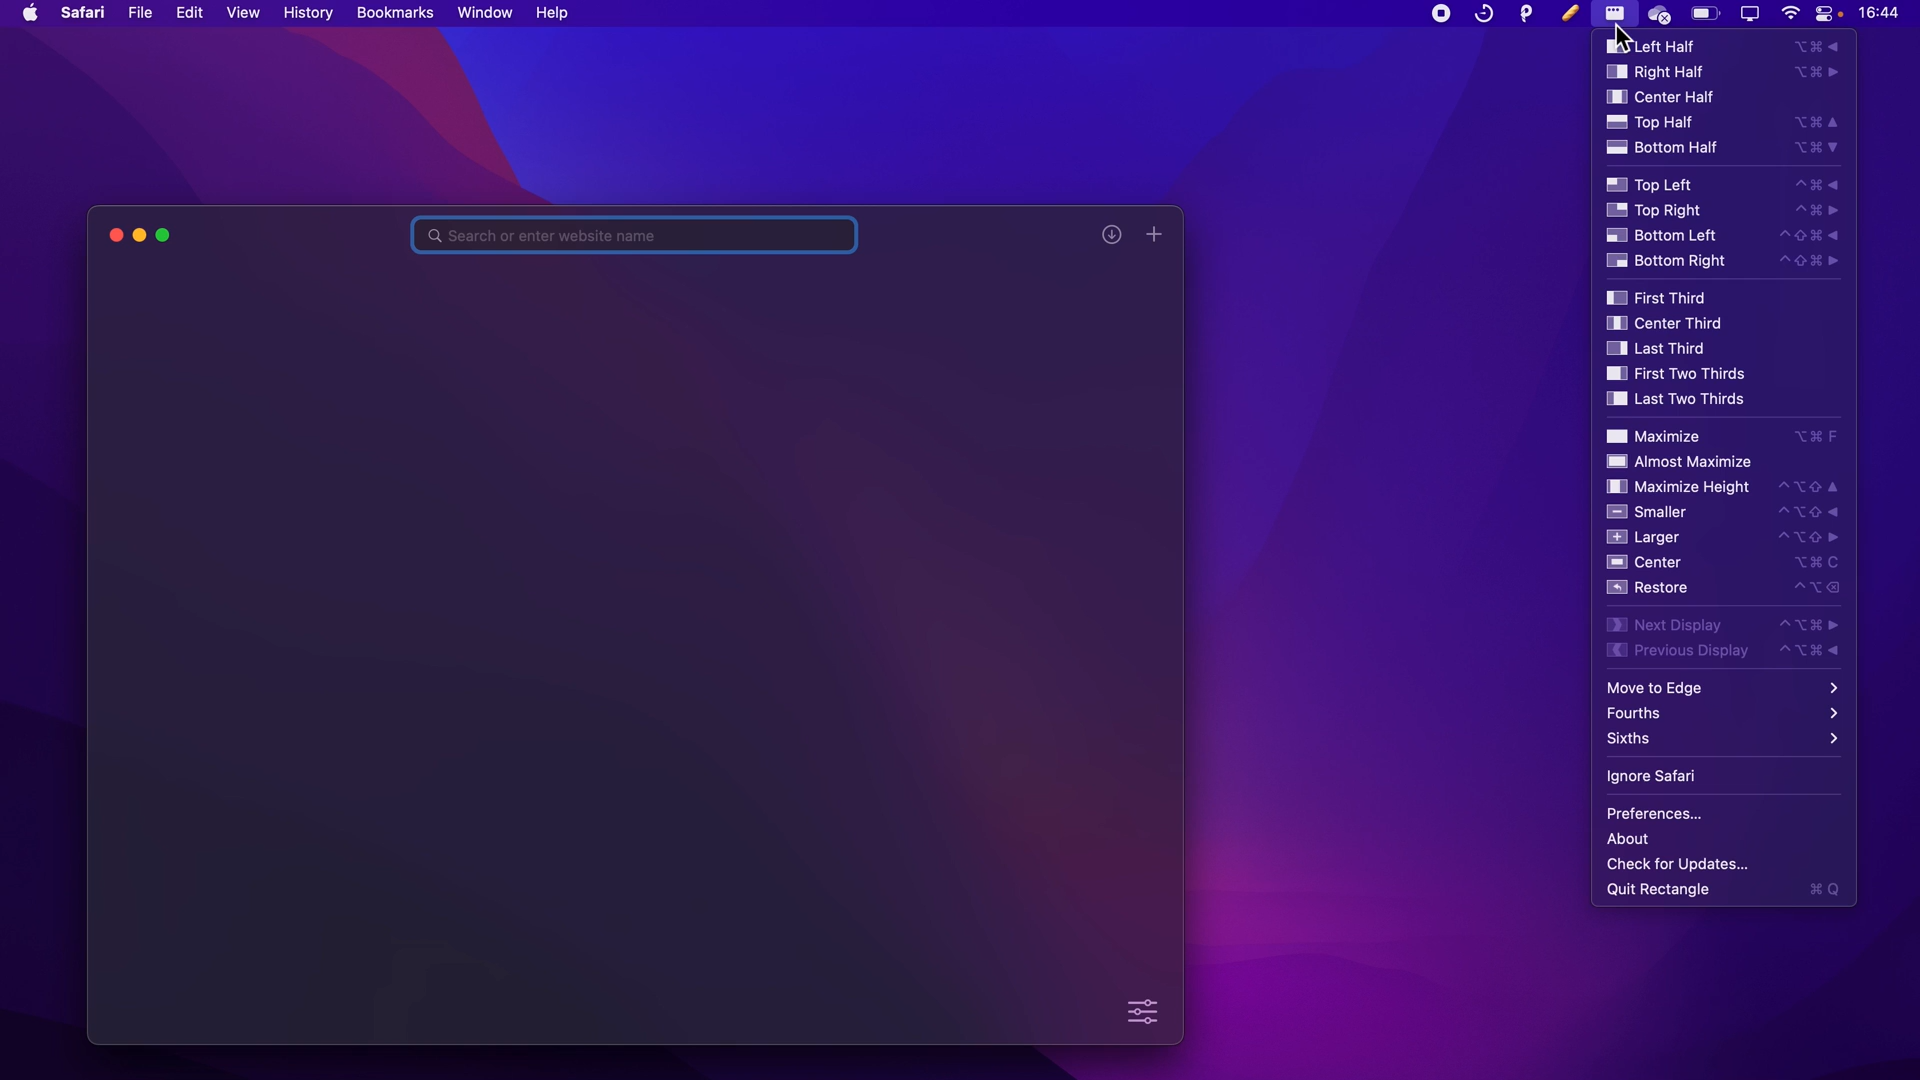 Safari File Edit View History Bookmarks Window Help 16:44
Left Half ⌥⌘◀
Right Half ⌥⌘▶
Center Half
Top Half ⌥⌘▲
Bottom Half ⌥⌘▼
Top Left ^⌘◀
Top Right ^⌘▶
Bottom Left ^⇧⌘◀
Bottom Right ^⇧⌘▶
First Third
Center Third
Last Third
First Two Thirds
Last Two Thirds
Maximize ⌥⌘F
Almost Maximize
Maximize Height ^⌥⇧▲
Smaller ^⌥⇧◀
Larger ^⌥⇧▶
Center ⌥⌘C
Restore ^⌥⌫
Next Display ^⌥⌘▶
Previous Display ^⌥⌘◀
Move to Edge
Fourths
Sixths
Ignore Safari
Preferences...
About
Check for Updates...
Quit Rectangle ⌘Q
Search or enter website name